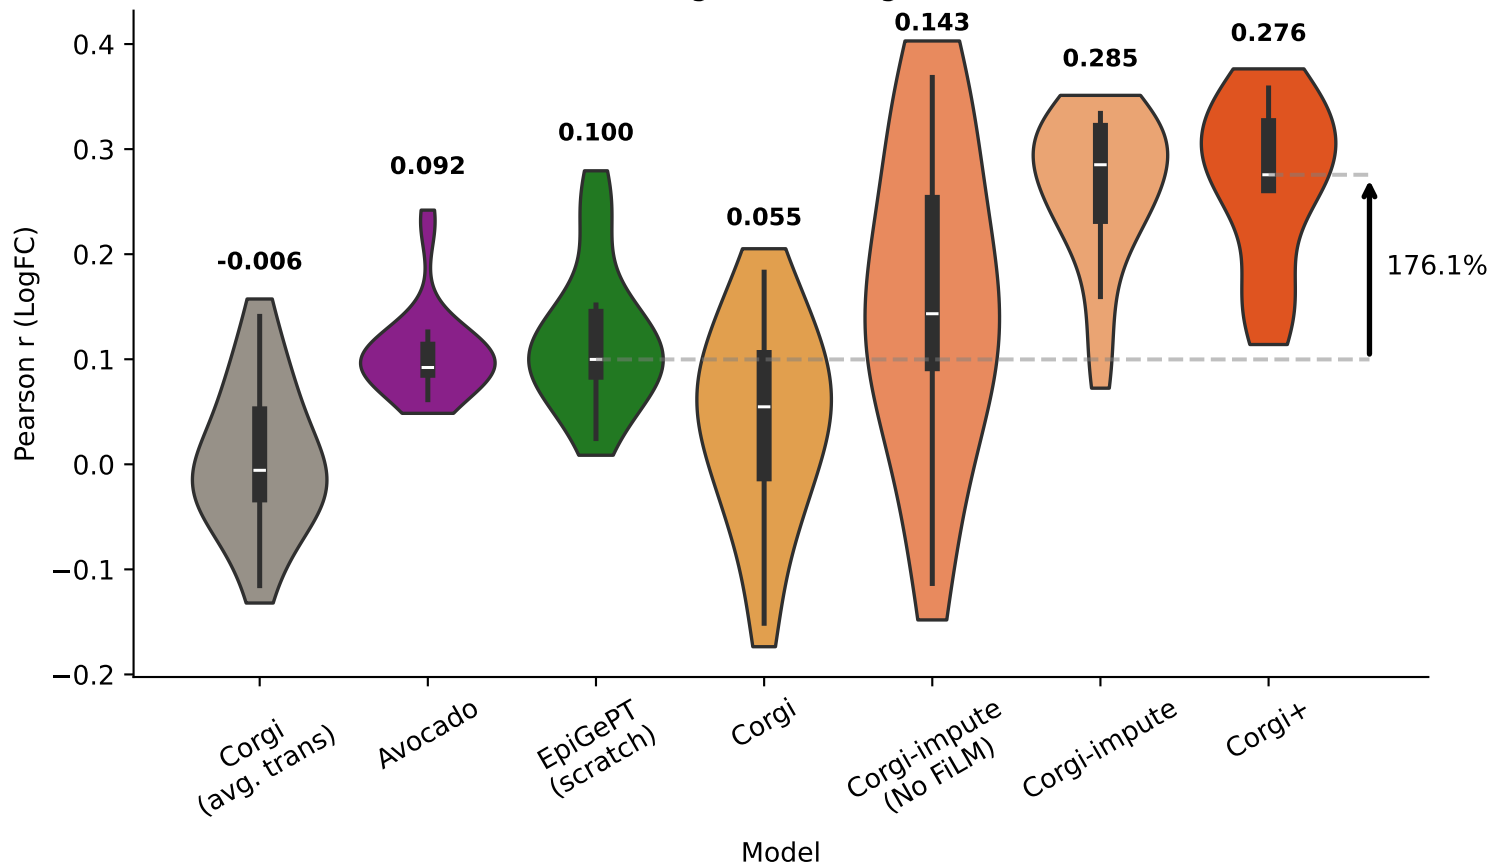 0.143
0.276
0.285
0.4
0.100
0.3
0.092
0.055
0.2
-0.006
176.1%
0.1
0.0
−0.1
−0.2
Pearson r (LogFC)
Corgi
(avg. trans)
Avocado
EpiGePT
(scratch)
Corgi
Corgi-impute
(No FiLM)
Corgi-impute
Corgi+
Model